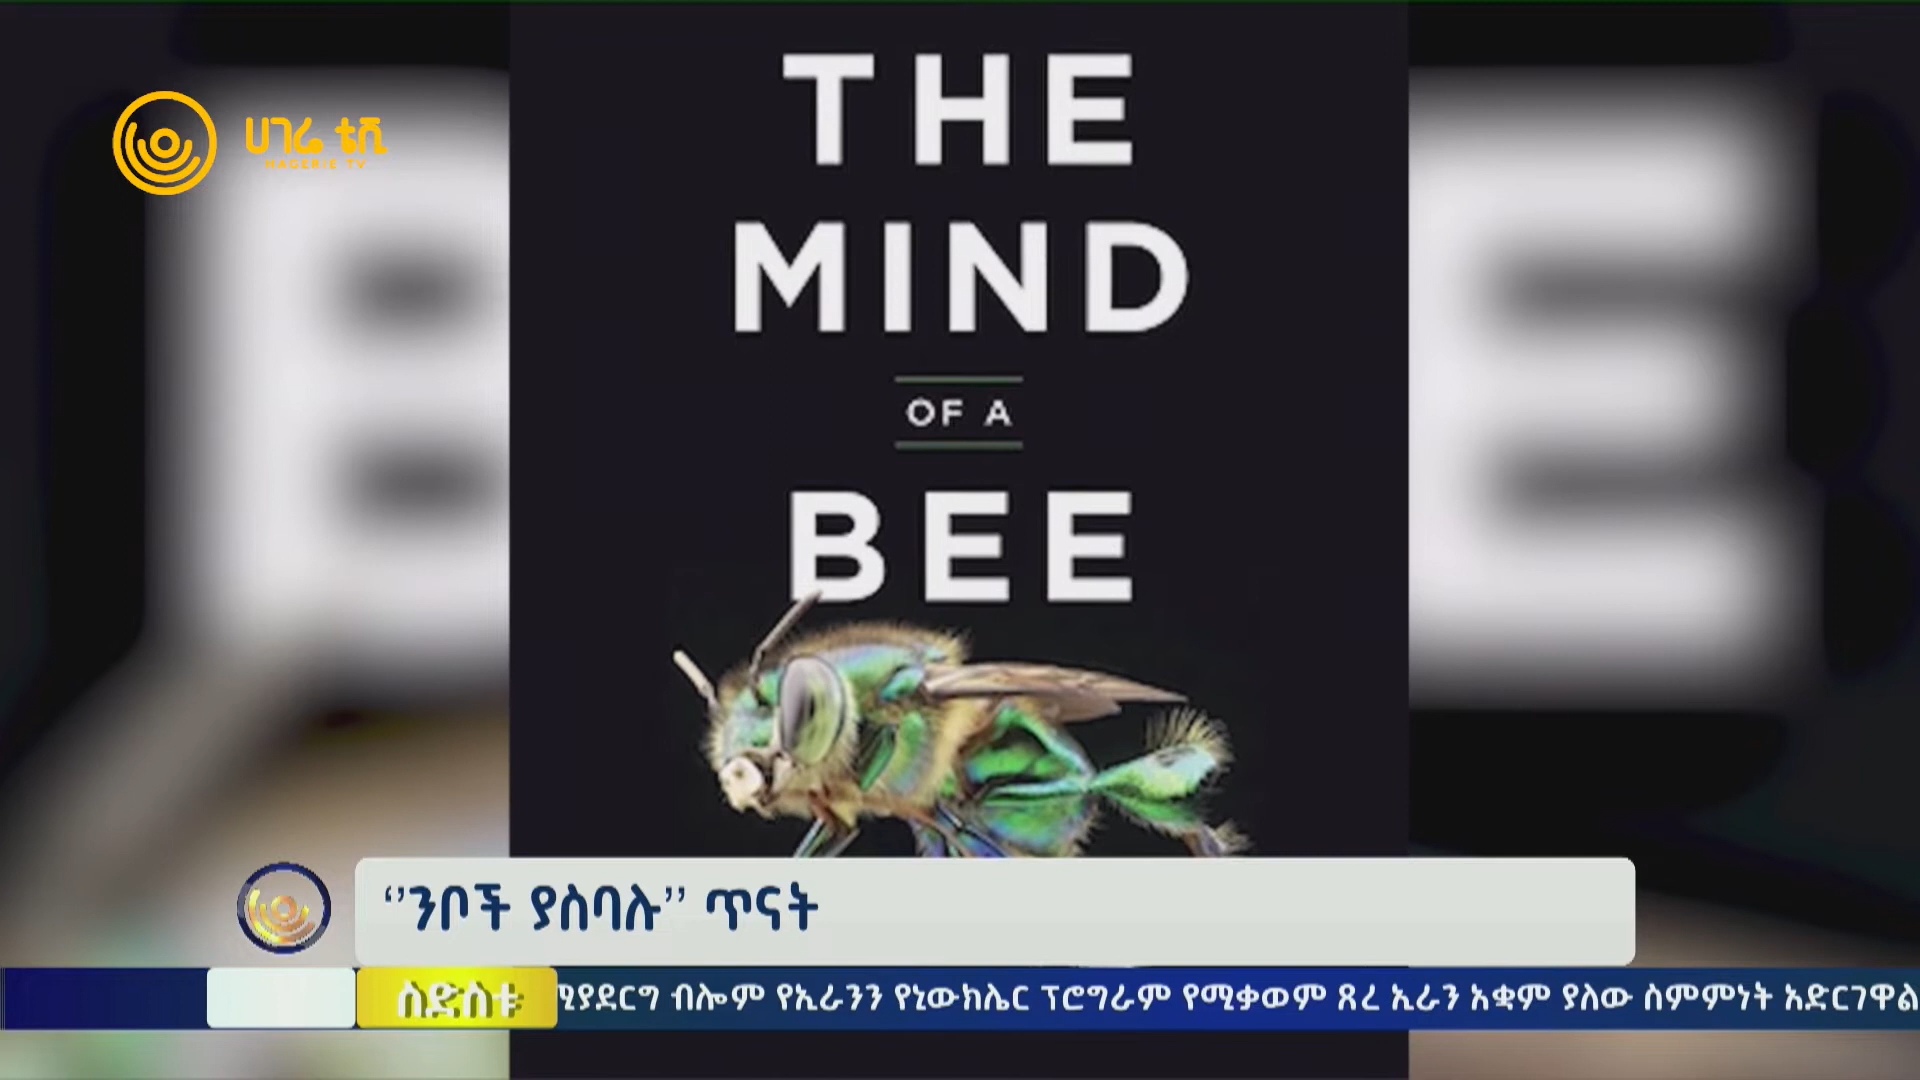 ሀገሬ ቴቪ
HAGERIE TV
THE
MIND
OF A
BEE
‘’ንቦች ያስባሉ’’ ጥናት
ስድስቱ
ሚያደርግ ብሎም የኢራንን የኒውክሌር ፕሮግራም የሚቃወም ጸረ ኢራን አቋም ያለው ስምምነት አድርገዋል